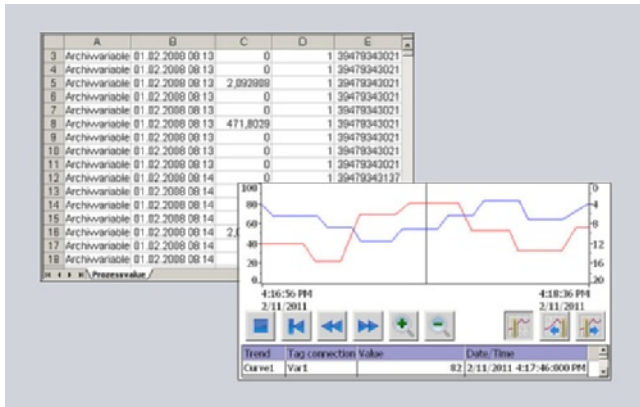 A B C D E
3 Archivvariable 01.02.2008 08:13 0 1 39479343021
4 Archivvariable 01.02.2008 08:13 0 1 39479343021
5 Archivvariable 01.02.2008 08:13 2,092808 1 39479343021
6 Archivvariable 01.02.2008 08:13 0 1 39479343021
7 Archivvariable 01.02.2008 08:13 0 1 39479343021
8 Archivvariable 01.02.2008 08:13 471,8029 1 39479343021
9 Archivvariable 01.02.2008 08:13 0 1 39479343021
10 Archivvariable 01.02.2008 08:13 0 1 39479343021
11 Archivvariable 01.02.2008 08:13 0 1 39479343021
12 Archivvariable 01.02.2008 08:14 0 1 39479343137
13 Archivvariable 01.02.2008 08:14
14 Archivvariable 01.02.2008 08:14
15 Archivvariable 01.02.2008 08:14
16 Archivvariable 01.02.2008 08:14
17 Archivvariable 01.02.2008 08:14
18 Archivvariable 01.02.2008 08:14
Prozessvalue
100 0
80 4
60 8
40 12
20 16
0 20
4:16:56 PM 4:18:36 PM
2/11/2011 2/11/2011
Trend Tag connection Value Date/Time
Curve1 Var1 82 2/11/2011 4:17:46:000 PM